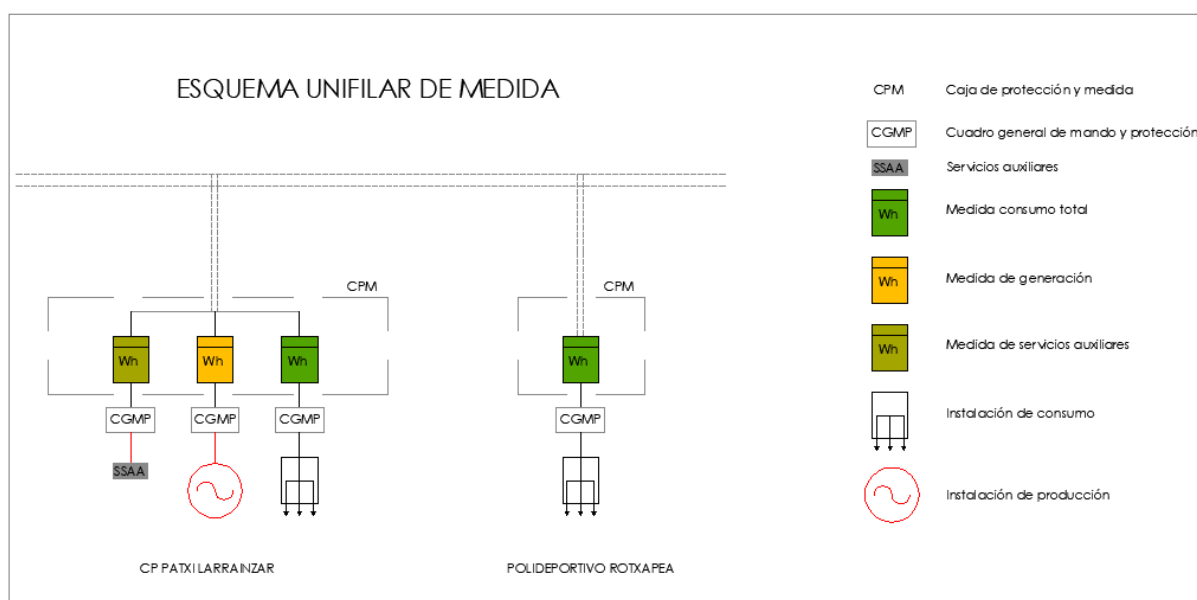 ESQUEMA UNIFILAR DE MEDIDA
CPM Caja de protección y medida
CGMP Cuadro general de mando y protección
SSAA Servicios auxiliares
Wh Medida consumo total
Wh Medida de generación
Wh Medida de servicios auxiliares
Instalación de consumo
Instalación de producción
CPM
CPM
Wh Wh Wh
Wh
CGMP CGMP CGMP
CGMP
SSAA
CP PATXI LARRAINZAR
POLIDEPORTIVO ROTXAPEA